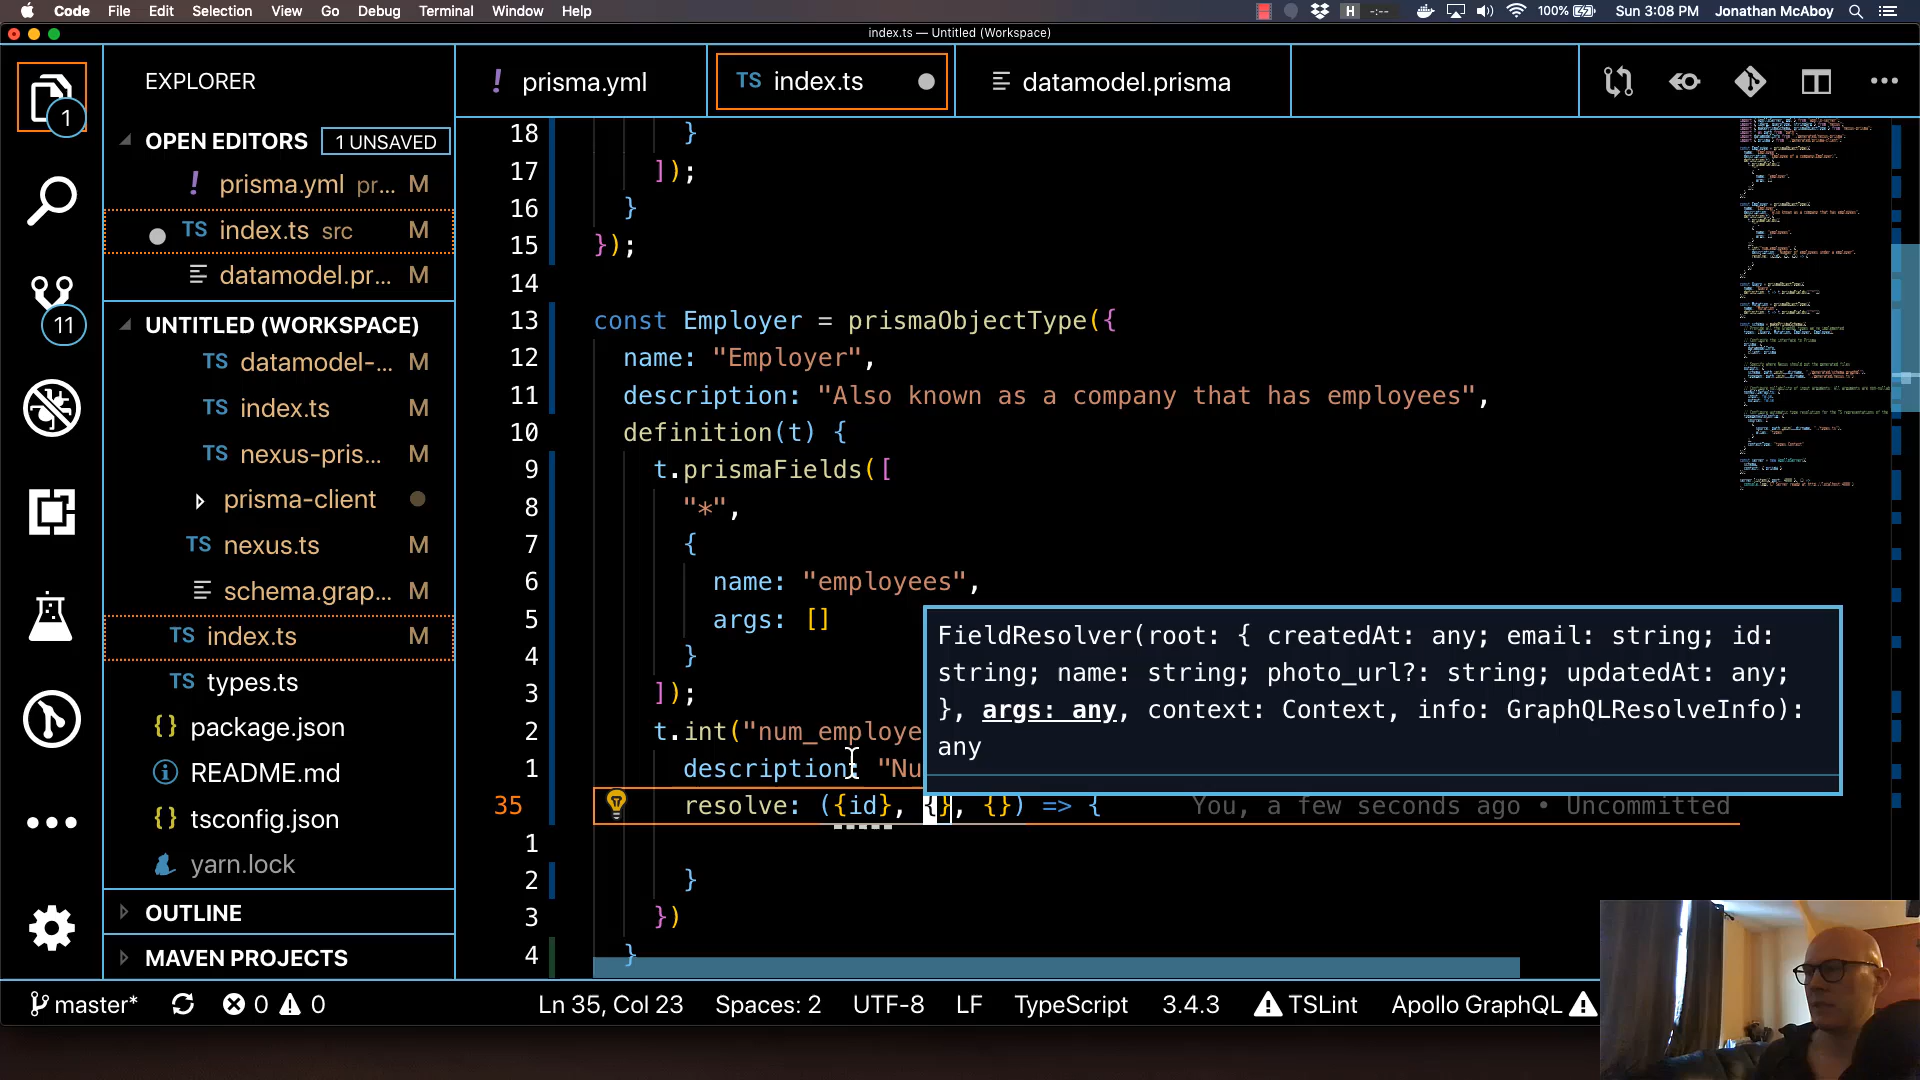 Code File Edit Selection View Go Debug Terminal Window Help
H -:-- 100% Sun 3:08 PM Jonathan McAboy
index.ts — Untitled (Workspace)
EXPLORER
1
OPEN EDITORS 1 UNSAVED
! prisma.yml pr... M
TS index.ts src M
datamodel.pr... M
11
UNTITLED (WORKSPACE)
TS datamodel-... M
TS index.ts M
TS nexus-pris... M
prisma-client
TS nexus.ts M
schema.grap... M
TS index.ts M
TS types.ts
{} package.json
README.md
{} tsconfig.json
yarn.lock
OUTLINE
MAVEN PROJECTS
! prisma.yml
TS index.ts
datamodel.prisma
18 }
17 ]);
16 }
15 });
14
13 const Employer = prismaObjectType({
12 name: "Employer",
11 description: "Also known as a company that has employees",
10 definition(t) {
9 t.prismaFields([
8 "*",
7 {
6 name: "employees",
5 args: []
4 }
3 ]);
2 t.int("num_employe
1 description: "Nu
35 resolve: ({id}, {}, {}) => { You, a few seconds ago • Uncommitted
1
2 }
3 })
4 }
FieldResolver(root: { createdAt: any; email: string; id:
string; name: string; photo_url?: string; updatedAt: any;
}, args: any, context: Context, info: GraphQLResolveInfo):
any
master* 0 0 Ln 35, Col 23 Spaces: 2 UTF-8 LF TypeScript 3.4.3 TSLint Apollo GraphQL